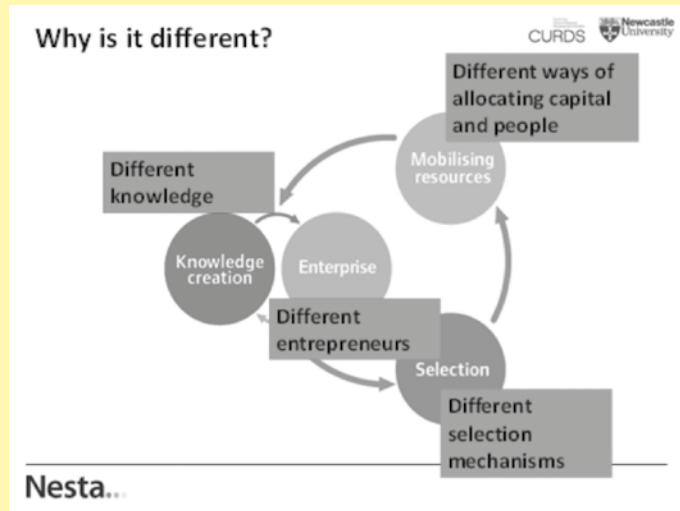 Why is it different?
CURDS
Newcastle
University
Different ways of
allocating capital
and people
Mobilising
resources
Different
knowledge
Knowledge
creation
Enterprise
Different
entrepreneurs
Selection
Different
selection
mechanisms
Nesta...